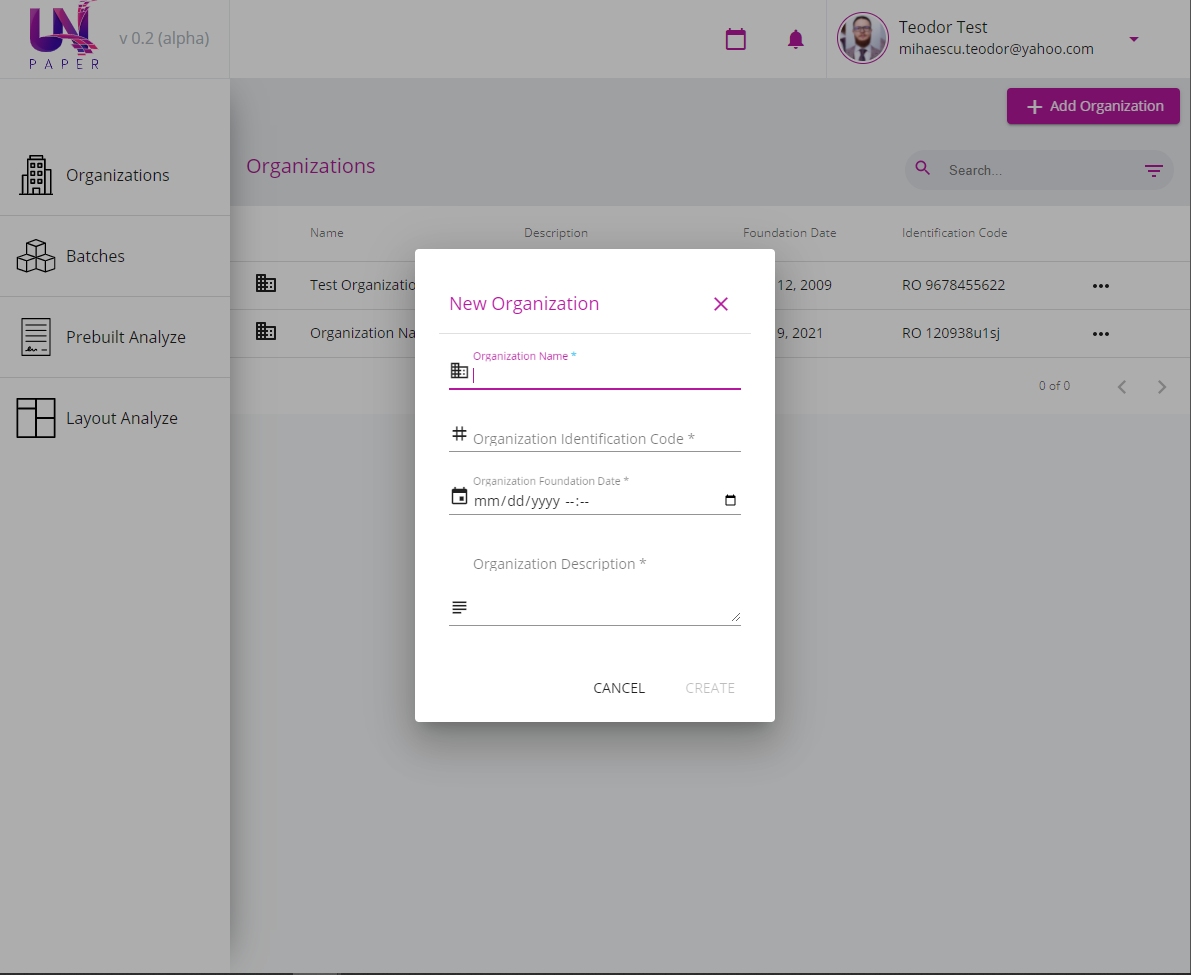 UN
PAPER
v 0.2 (alpha)
Teodor Test
mihaescu.teodor@yahoo.com
Add Organization
Organizations
Batches
Prebuilt Analyze
Layout Analyze
Organizations
Search...
Name Description Foundation Date Identification Code
Test Organizatio 12, 2009 RO 9678455622
Organization Na 9, 2021 RO 120938u1sj
0 of 0
New Organization
Organization Name *
Organization Identification Code *
Organization Foundation Date *
mm/dd/yyyy --:--
Organization Description *
CANCEL CREATE